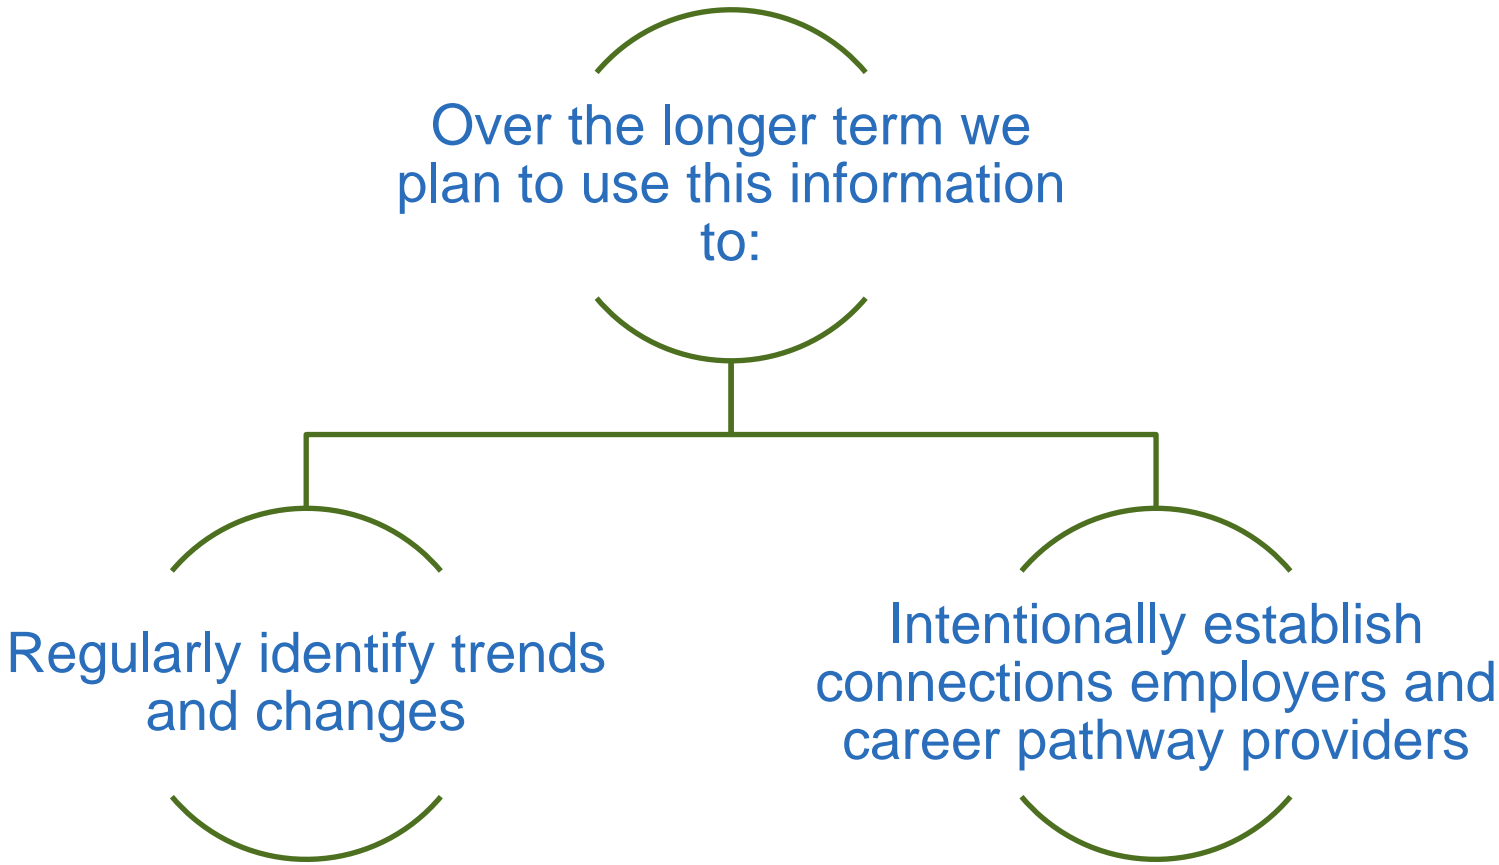 Over the longer term we
plan to use this information
to:
Regularly identify trends
and changes
Intentionally establish
connections employers and
career pathway providers